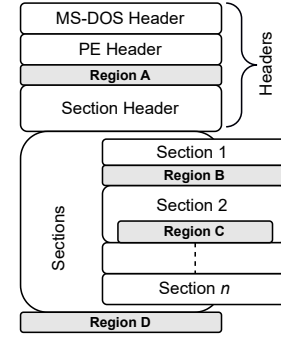 MS-DOS Header
PE Header
Region A
Section Header
Headers
Section 1
Region B
Section 2
Region C
Section n
Sections
Region D